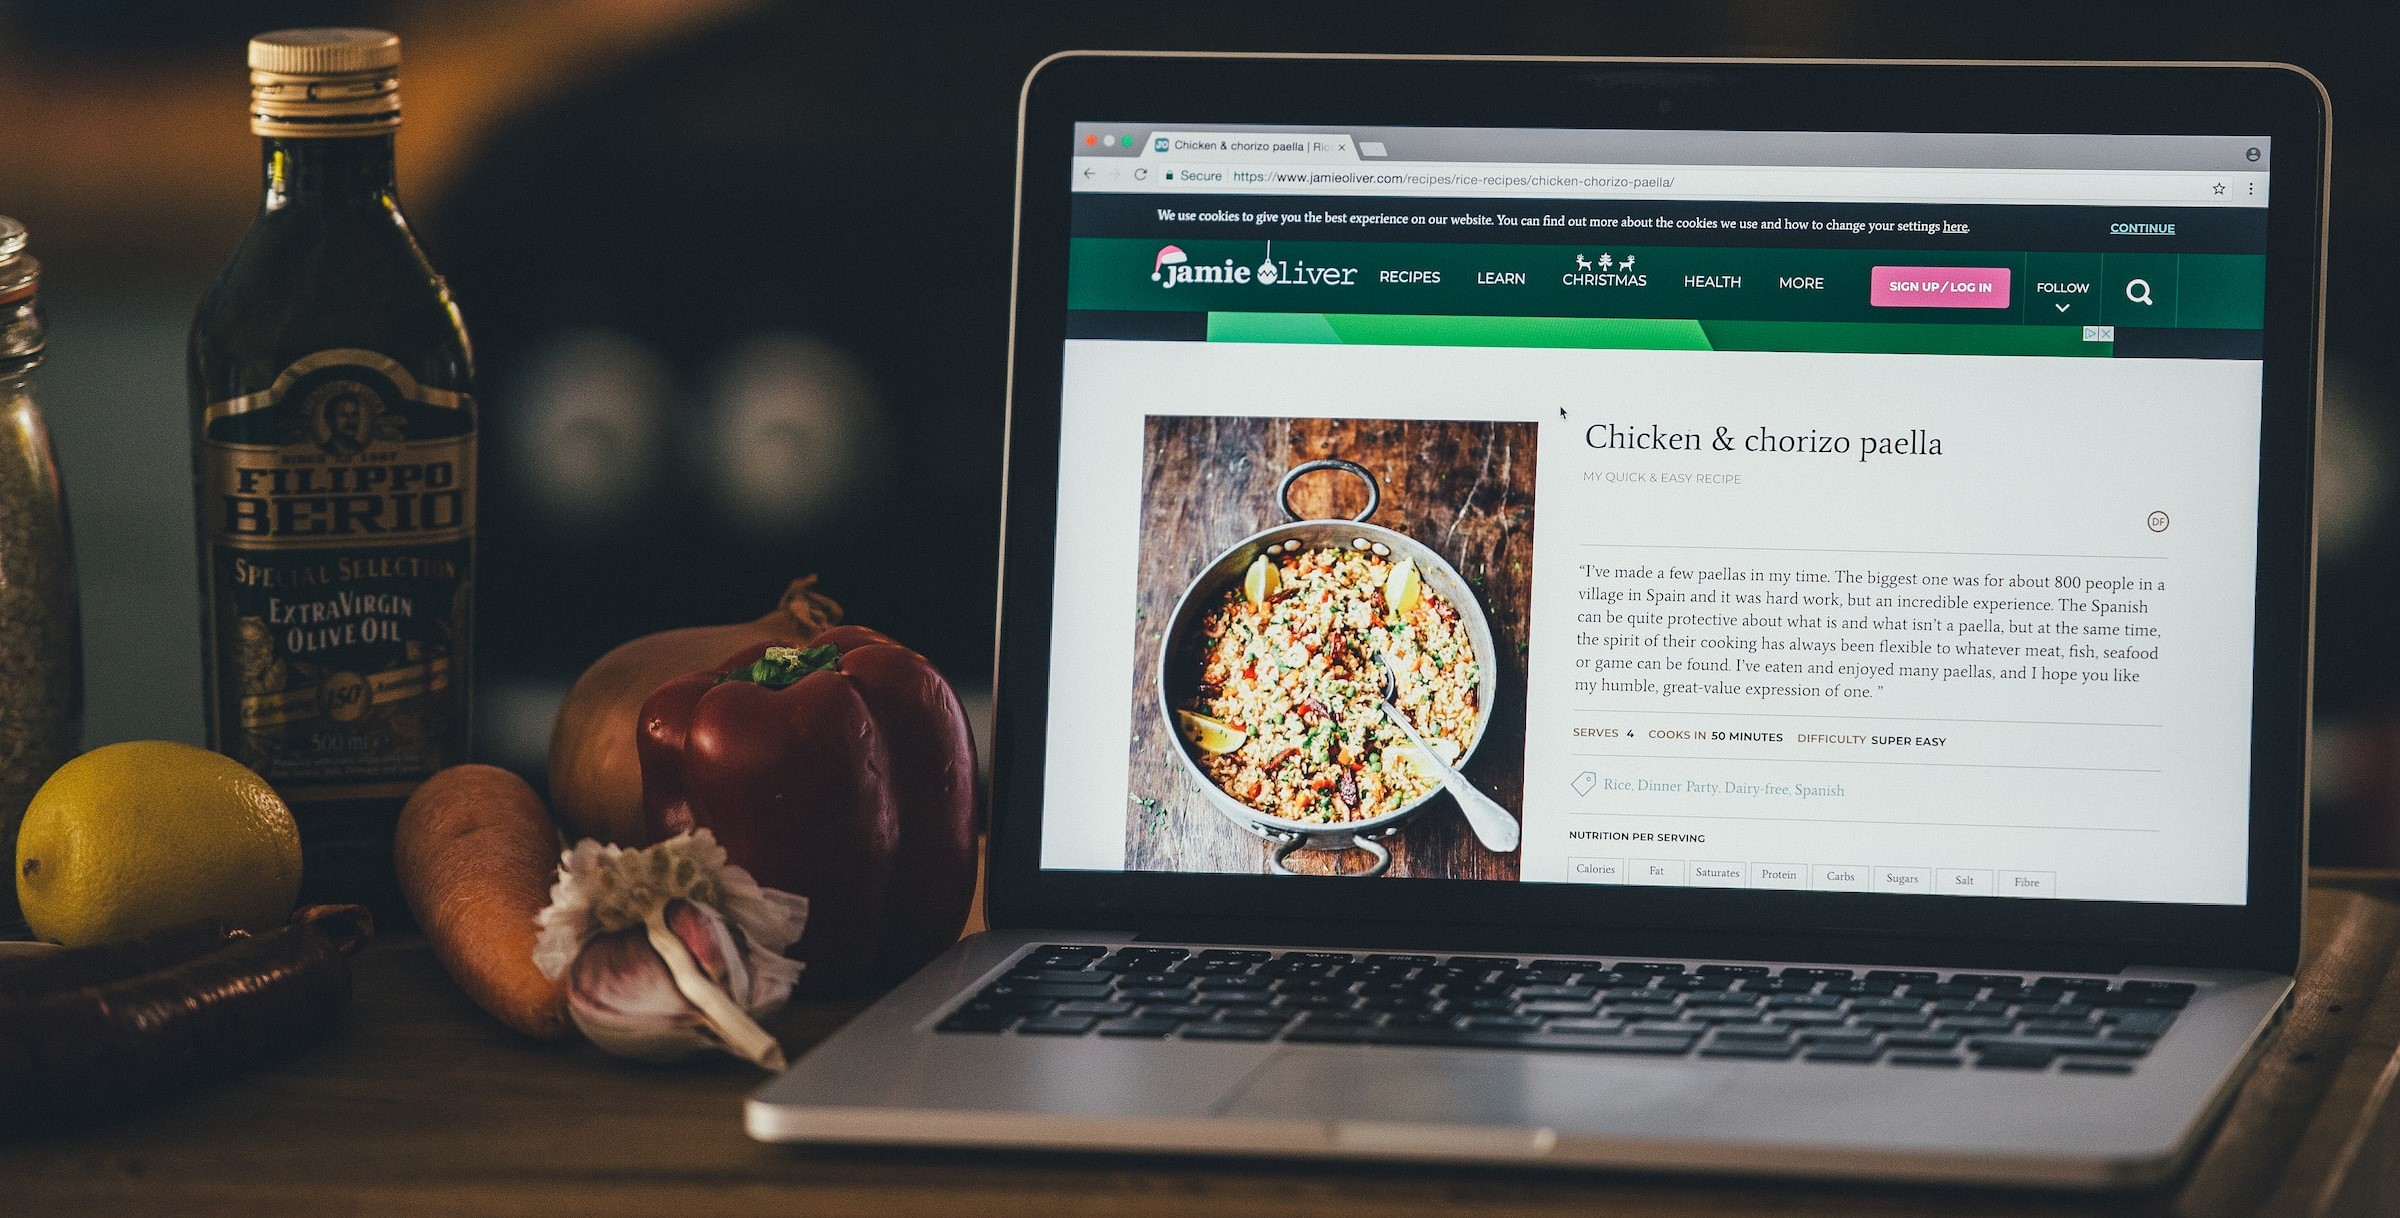 FILIPPO
BERIO
SPECIAL SELECTION
EXTRA VIRGIN
OLIVE OIL
150
500 ml
Chicken & chorizo paella | Ric
Secure https://www.jamieoliver.com/recipes/rice-recipes/chicken-chorizo-paella/
We use cookies to give you the best experience on our website. You can find out more about the cookies we use and how to change your settings here.
CONTINUE
jamie oliver RECIPES LEARN CHRISTMAS HEALTH MORE SIGN UP / LOG IN FOLLOW
Chicken & chorizo paella
MY QUICK & EASY RECIPE
DF
“I've made a few paellas in my time. The biggest one was for about 800 people in a
village in Spain and it was hard work, but an incredible experience. The Spanish
can be quite protective about what is and what isn't a paella, but at the same time,
the spirit of their cooking has always been flexible to whatever meat, fish, seafood
or game can be found. I've eaten and enjoyed many paellas, and I hope you like
my humble, great-value expression of one. ”
SERVES 4 COOKS IN 50 MINUTES DIFFICULTY SUPER EASY
Rice, Dinner Party, Dairy-free, Spanish
NUTRITION PER SERVING
Calories Fat Saturates Protein Carbs Sugars Salt Fibre